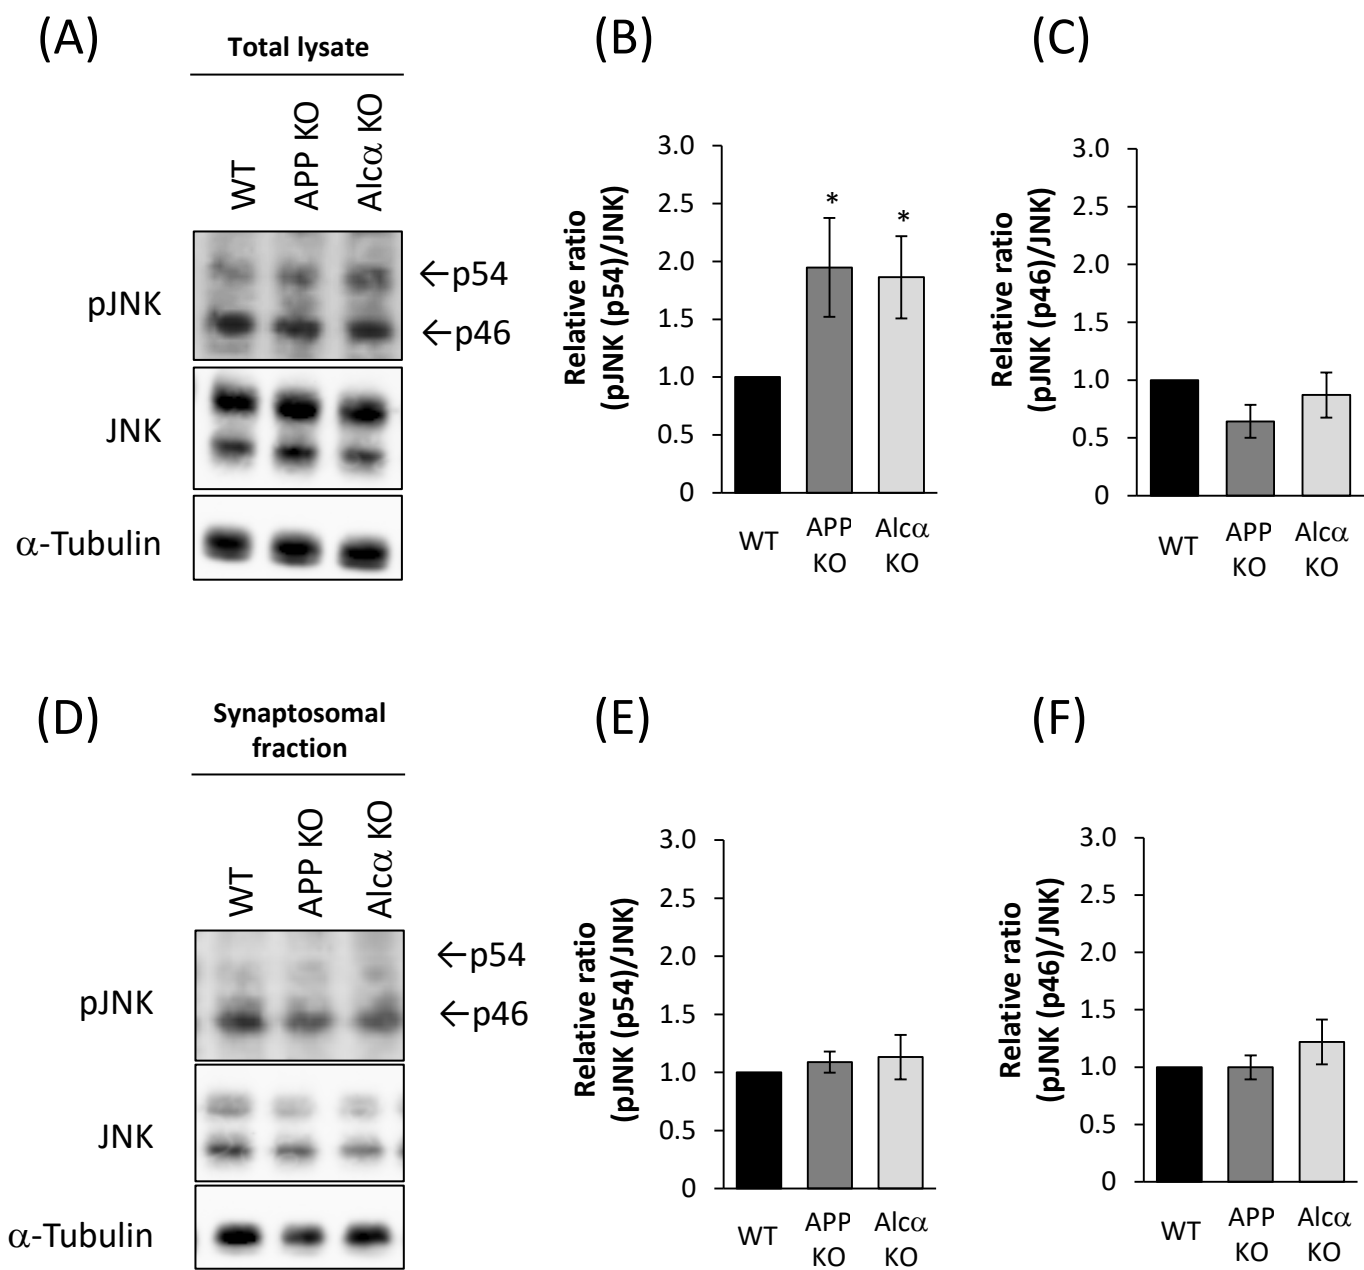 (A)
Total lysate
WT
APP KO
Alcα KO
pJNK
←p54
←p46
JNK
α-Tubulin
(B)
Relative ratio
(pJNK (p54)/JNK)
3.0
2.5
2.0
1.5
1.0
0.5
0
*
*
WT
APP
KO
Alcα
KO
(C)
Relative ratio
(pJNK (p46)/JNK)
3.0
2.5
2.0
1.5
1.0
0.5
0
WT
APP
KO
Alcα
KO
(D)
Synaptosomal
fraction
WT
APP KO
Alcα KO
pJNK
←p54
←p46
JNK
α-Tubulin
(E)
Relative ratio
(pJNK (p54)/JNK)
3.0
2.5
2.0
1.5
1.0
0.5
0
WT
APP
KO
Alcα
KO
(F)
Relative ratio
(pJNK (p46)/JNK)
3.0
2.5
2.0
1.5
1.0
0.5
0
WT
APP
KO
Alcα
KO